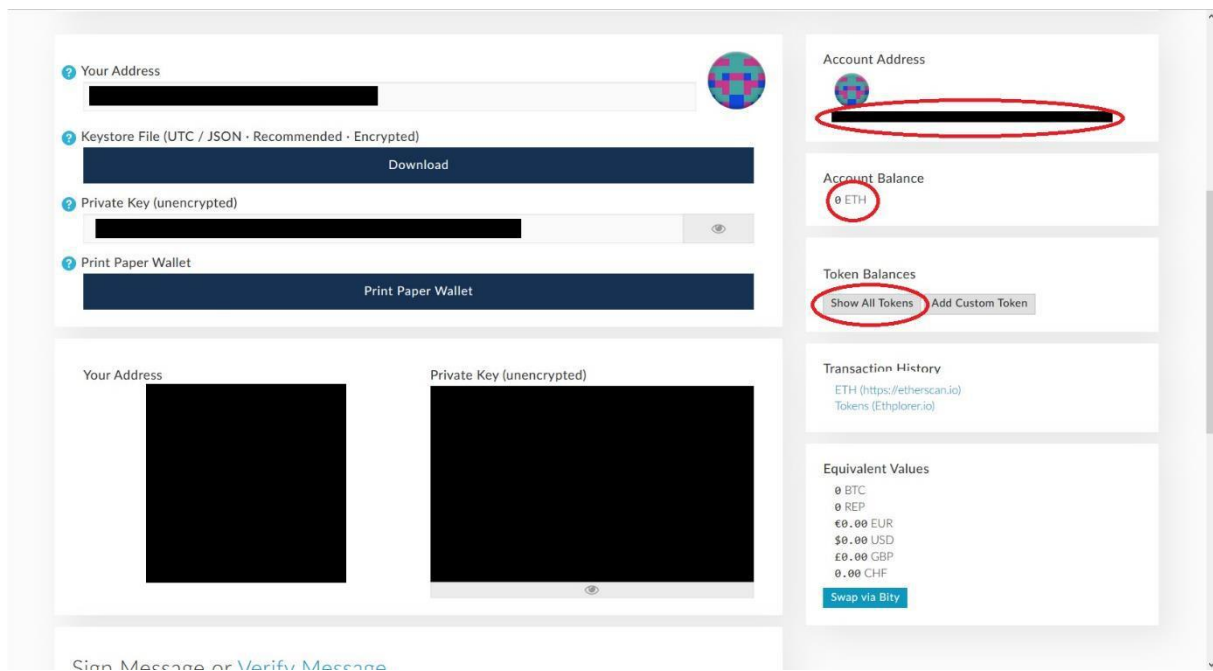 Your Address
Keystore File (UTC / JSON · Recommended · Encrypted)
Download
Private Key (unencrypted)
Print Paper Wallet
Print Paper Wallet
Your Address
Private Key (unencrypted)
Sign Message or Verify Message
Account Address
Account Balance
0 ETH
Token Balances
Show All Tokens Add Custom Token
Transaction History
ETH (https://etherscan.io)
Tokens (Ethplorer.io)
Equivalent Values
0 BTC
0 REP
€0.00 EUR
$0.00 USD
£0.00 GBP
0.00 CHF
Swap via Bity